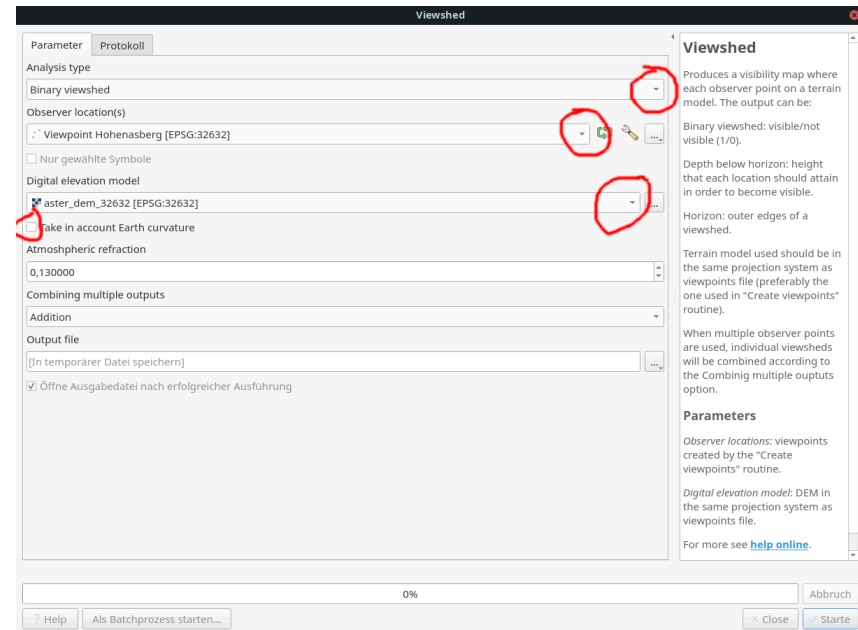 Viewshed
Parameter Protokoll
Analysis type
Binary viewshed
Observer location(s)
Viewpoint Hohenasberg [EPSG:32632]
...
Nur gewählte Symbole
Digital elevation model
aster_dem_32632 [EPSG:32632]
...
Take in account Earth curvature
Atmoshpheric refraction
0,130000
Combining multiple outputs
Addition
Output file
[In temporärer Datei speichern]
...
Öffne Ausgabedatei nach erfolgreicher Ausführung
Viewshed
Produces a visibility map where
each observer point on a terrain
model. The output can be:
Binary viewshed: visible/not
visible (1/0).
Depth below horizon: height
that each location should attain
in order to become visible.
Horizon: outer edges of a
viewshed.
Terrain model used should be in
the same projection system as
viewpoints file (preferably the
one used in "Create viewpoints"
routine).
When multiple observer points
are used, individual viewsheds
will be combined according to
the Combinig multiple ouptuts
option.
Parameters
Observer locations: viewpoints
created by the "Create
viewpoints" routine.
Digital elevation model: DEM in
the same projection system as
viewpoints file.
For more see help online.
0%
Abbruch
? Help Als Batchprozess starten... Close Starte